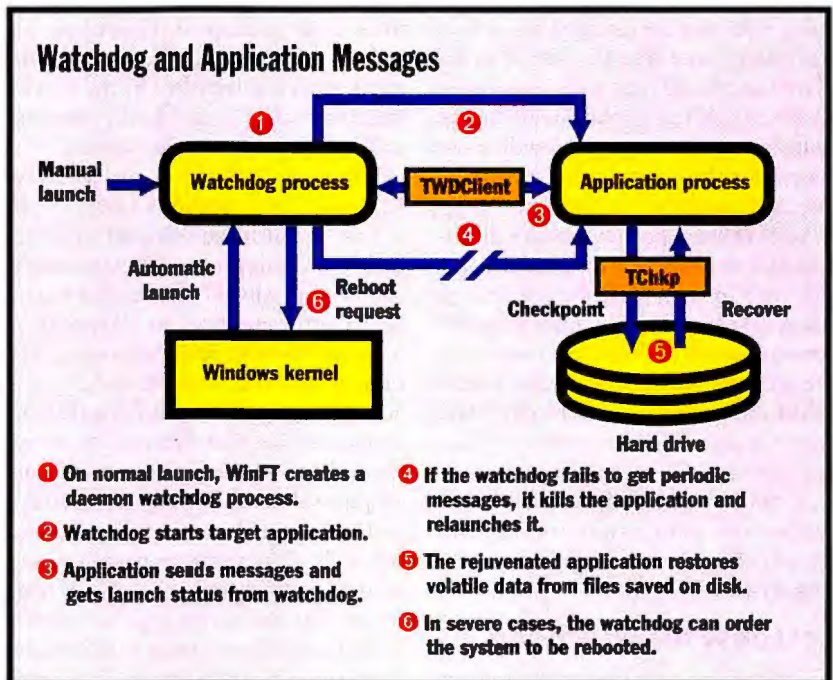 Watchdog and Application Messages
1
2
Manual
launch
Watchdog process
TWDClient
Application process
3
4
Automatic
launch
6
Reboot
request
TChkp
Checkpoint
Recover
5
Windows kernel
Hard drive
1 On normal launch, WinFT creates a
daemon watchdog process.
2 Watchdog starts target application.
3 Application sends messages and
gets launch status from watchdog.
4 If the watchdog fails to get periodic
messages, it kills the application and
relaunches it.
5 The rejuvenated application restores
volatile data from files saved on disk.
6 In severe cases, the watchdog can order
the system to be rebooted.